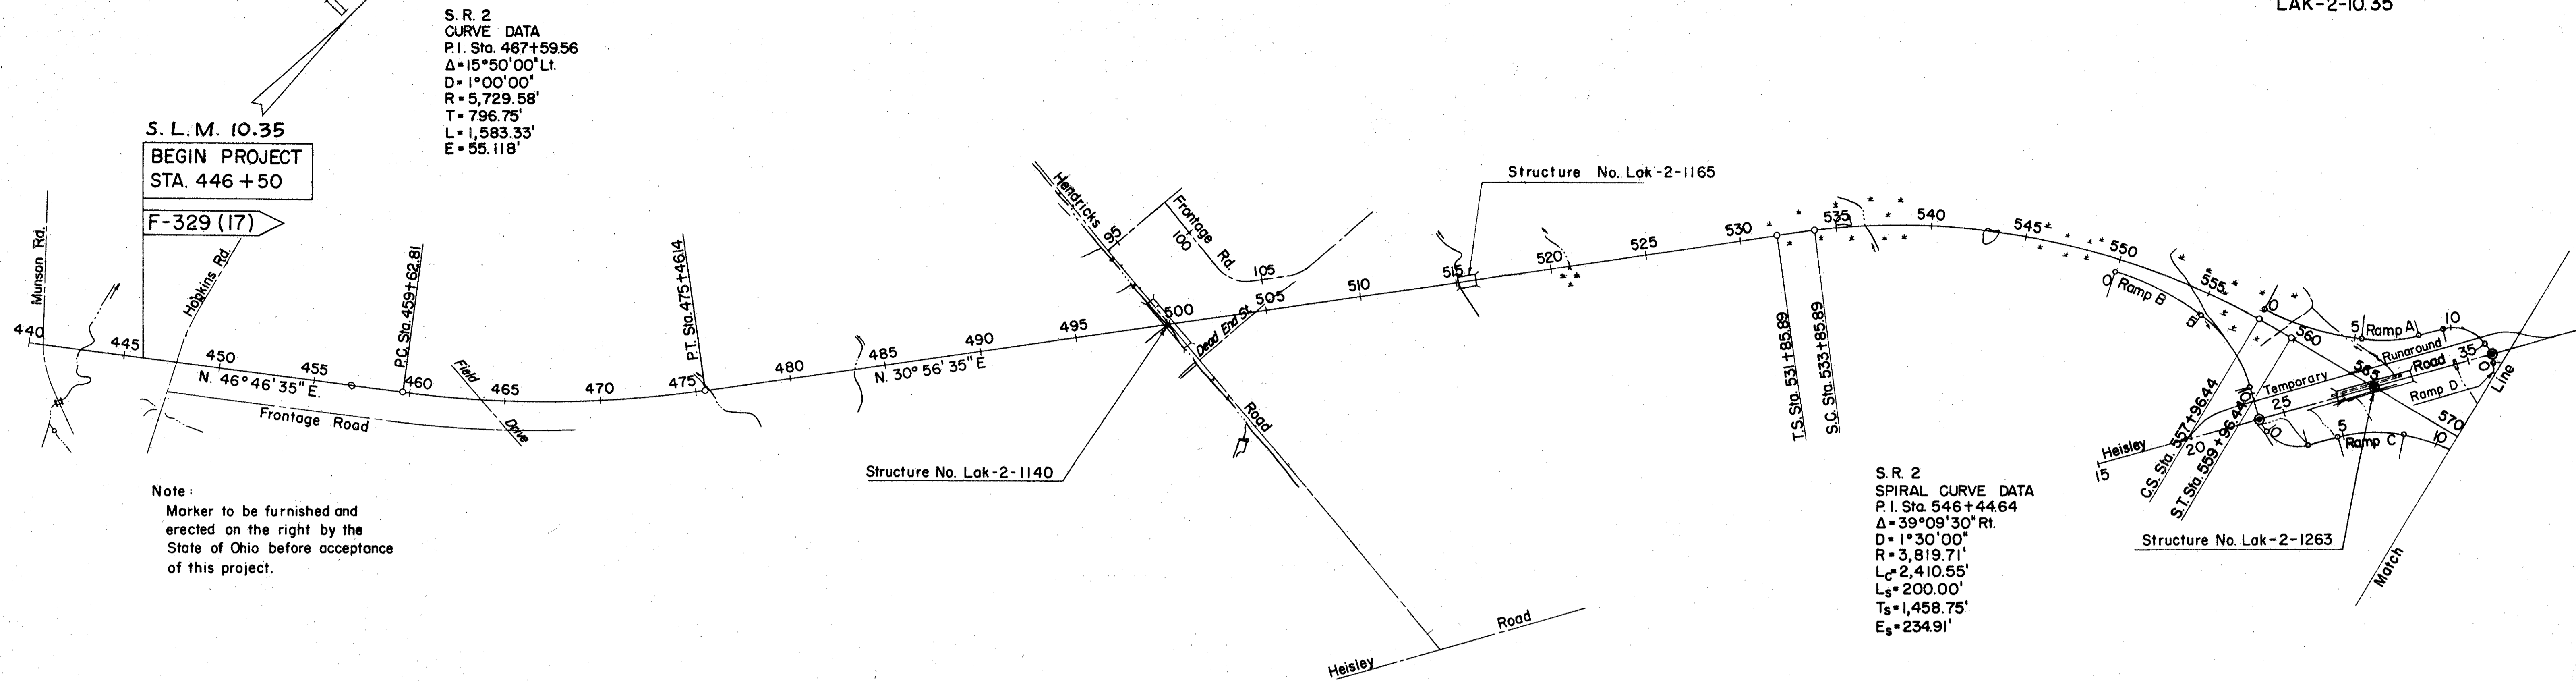 LAK-2-10.35
S. R. 2
CURVE DATA
P.I. Sta. 467+59.56
Δ=15°50'00" Lt.
D=1°00'00"
R=5,729.58'
T=796.75'
L=1,583.33'
E=55.118'
S. L. M. 10.35
BEGIN PROJECT
STA. 446+50
F-329 (17)
Munson Rd.
Hopkins Rd.
440
445
450
455
460
465
470
475
480
485
490
495
500
505
510
515
520
525
530
535
540
545
550
555
560
565
570
N. 46°46'35" E.
Frontage Road
P.C. Sta. 459+62.81
Field
Drive
P.T. Sta. 475+46.14
N. 30°56'35" E
Hendricks
95
Frontage Rd.
100
105
Dead End St.
Road
Structure No. Lak-2-1140
Structure No. Lak-2-1165
Heisley
Road
T.S. Sta. 531+85.89
S.C. Sta. 533+85.89
0
Ramp B
0
5
Ramp A
10
Runaround
35
Road
0
Ramp D
Line
Temporary
25
0
5
Ramp C
10
Heisley
15
20
C.S. Sta. 557+96.44
S.T. Sta. 559+96.44
Structure No. Lak-2-1263
Match
S. R. 2
SPIRAL CURVE DATA
P.I. Sta. 546+44.64
Δ=39°09'30" Rt.
D=1°30'00"
R=3,819.71'
Lc=2,410.55'
Ls=200.00'
Ts=1,458.75'
Es=234.91'
Note:
Marker to be furnished and
erected on the right by the
State of Ohio before acceptance
of this project.